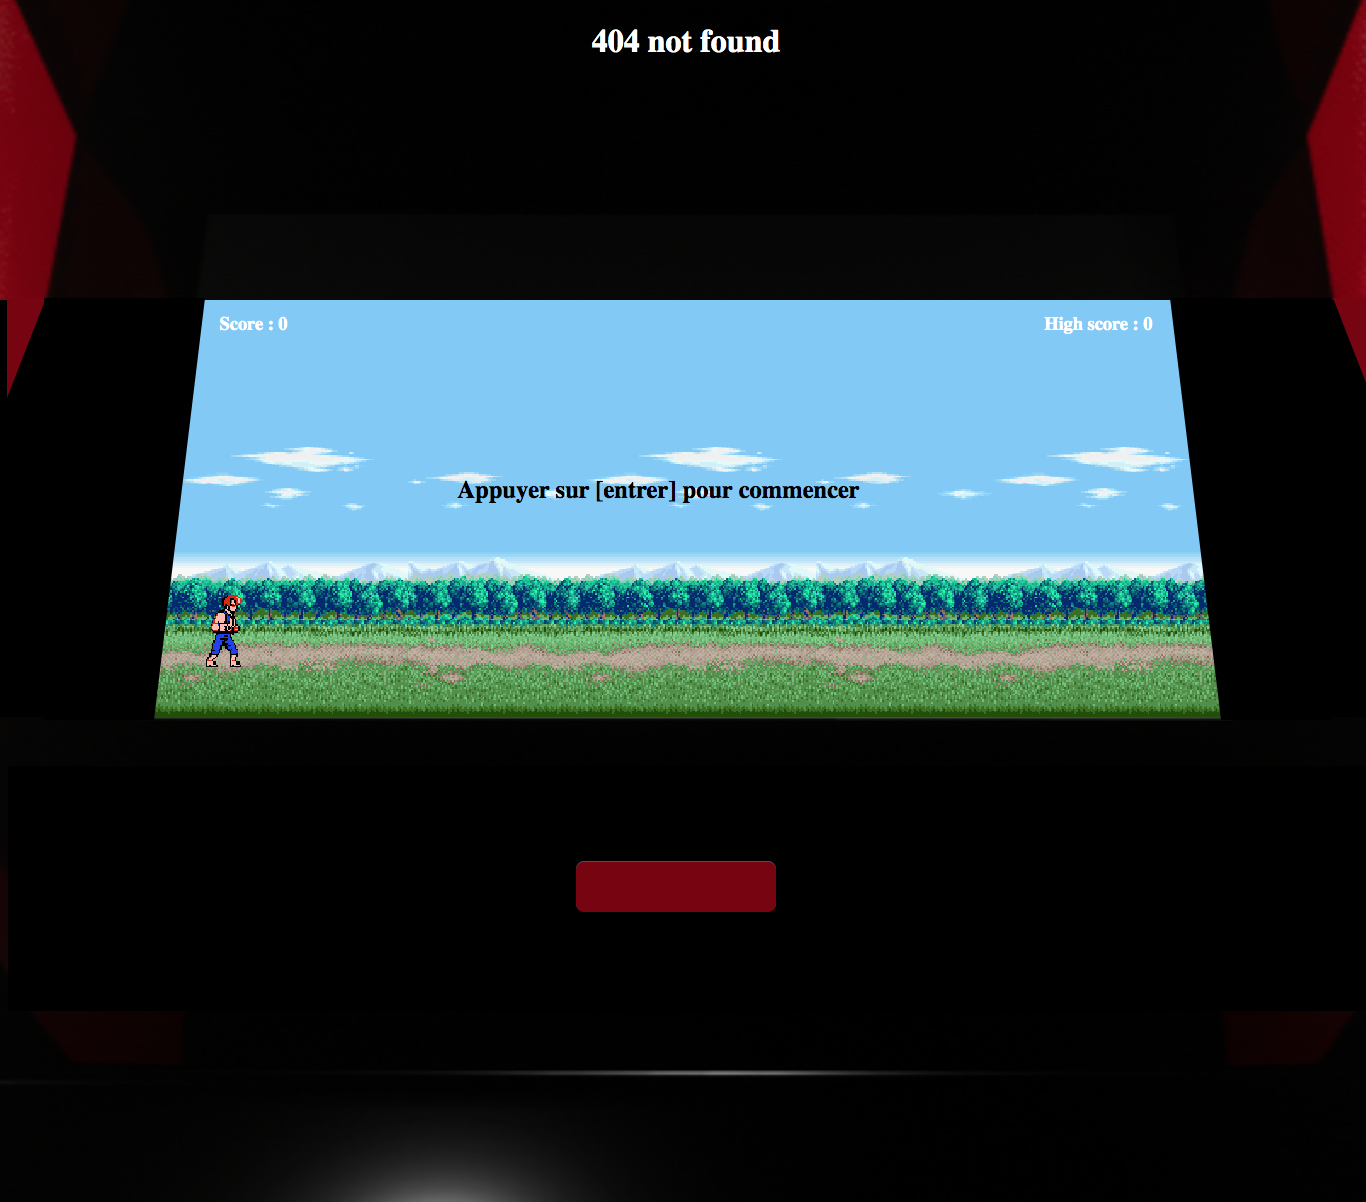 404 not found
Score : 0
High score : 0
Appuyer sur [entrer] pour commencer